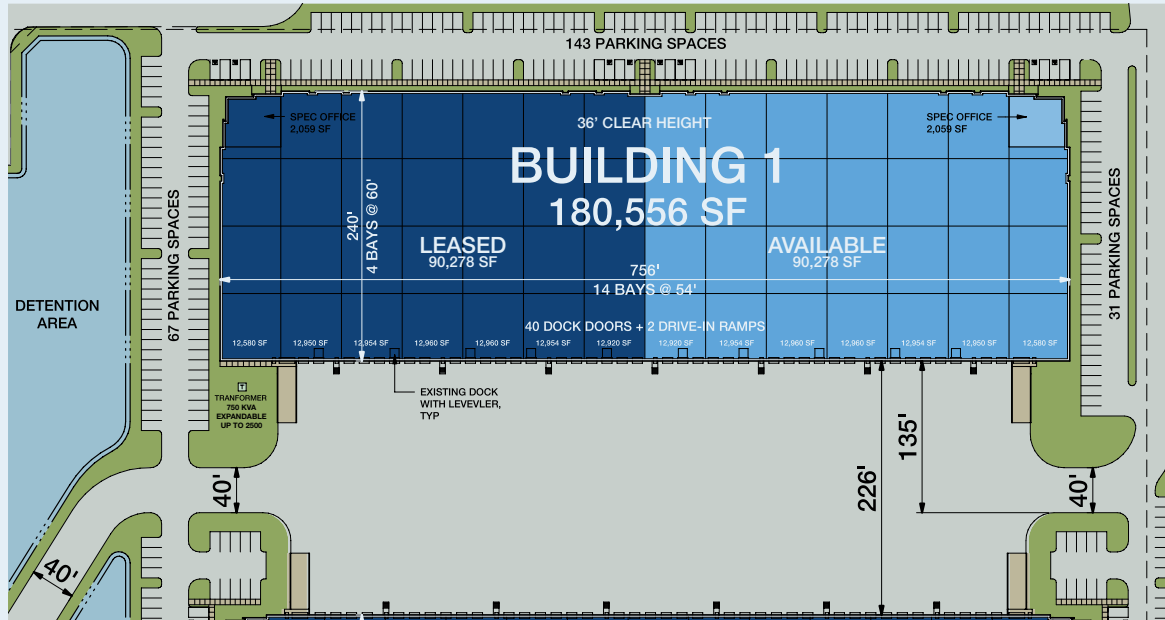 143 PARKING SPACES
SPEC OFFICE
2,059 SF
36' CLEAR HEIGHT
SPEC OFFICE
2,059 SF
BUILDING 1
180,556 SF
240'
4 BAYS @ 60'
LEASED
90,278 SF
AVAILABLE
90,278 SF
756'
14 BAYS @ 54'
67 PARKING SPACES
31 PARKING SPACES
DETENTION
AREA
40 DOCK DOORS + 2 DRIVE-IN RAMPS
12,580 SF 12,950 SF 12,954 SF 12,960 SF 12,960 SF 12,954 SF 12,920 SF 12,920 SF 12,954 SF 12,960 SF 12,960 SF 12,954 SF 12,950 SF 12,580 SF
T
TRANFORMER
750 KVA
EXPANDABLE
UP TO 2500
EXISTING DOCK
WITH LEVEVLER,
TYP
135'
226'
40'
40'
40'